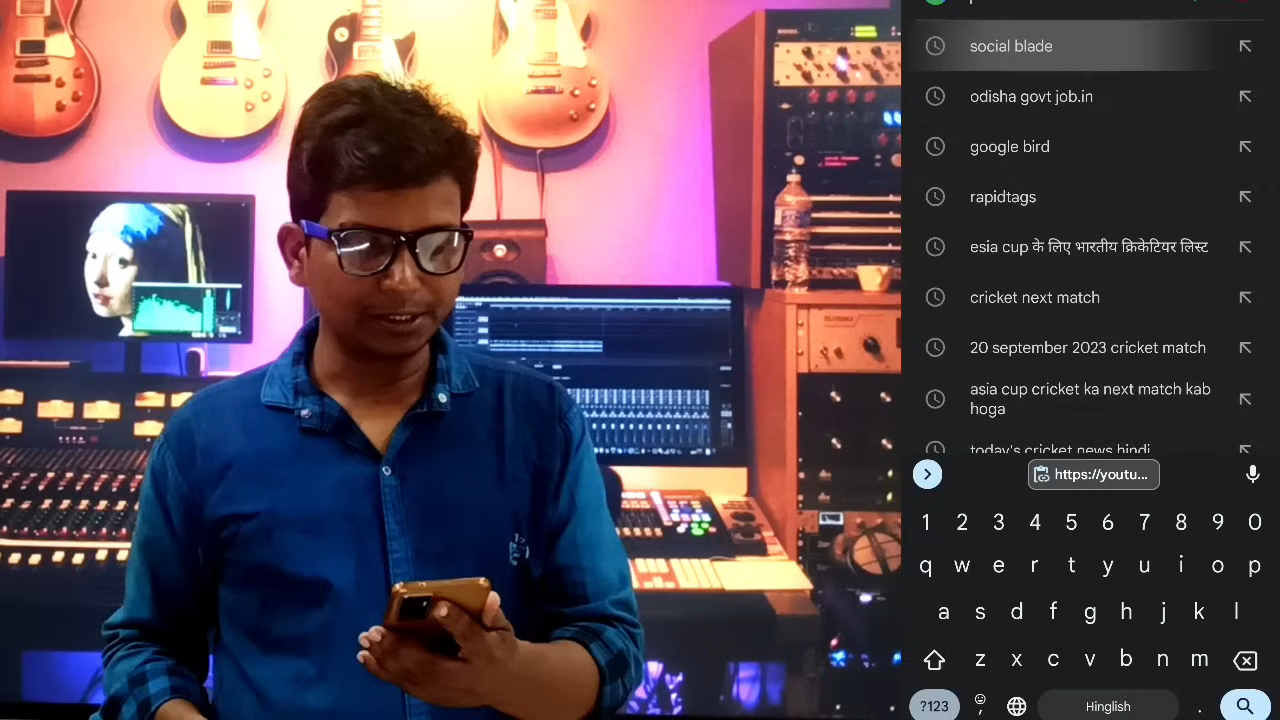 social blade
odisha govt job.in
google bird
rapidtags
esia cup के लिए भारतीय क्रिकेटियर लिस्ट
cricket next match
20 september 2023 cricket match
asia cup cricket ka next match kab
hoga
today's cricket news hindi
https://youtu...
1 2 3 4 5 6 7 8 9 0
q w e r t y u i o p
a s d f g h j k l
z x c v b n m
?123 , Hinglish .